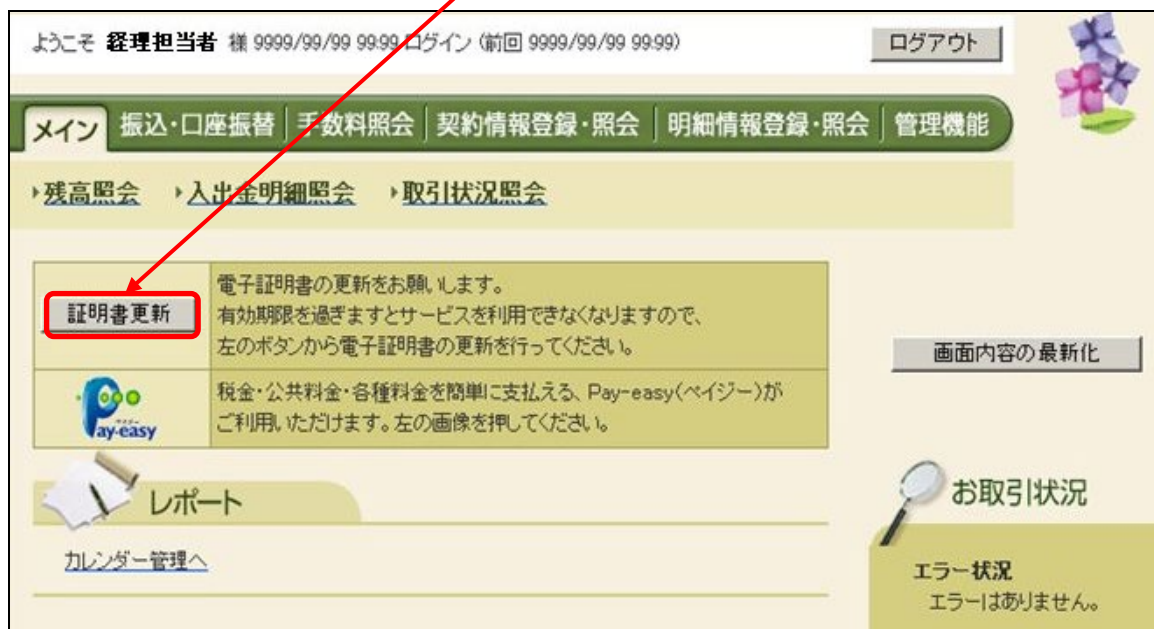 ようこそ 経理担当者 様 9999/99/99 99:99 ログイン (前回 9999/99/99 99:99)
ログアウト
メイン 振込・口座振替 手数料照会 契約情報登録・照会 明細情報登録・照会 管理機能
残高照会 入出金明細照会 取引状況照会
証明書更新
電子証明書の更新をお願いします。
有効期限を過ぎますとサービスを利用できなくなりますので、
左のボタンから電子証明書の更新を行ってください。
画面内容の最新化
Pay-easy
税金・公共料金・各種料金を簡単に支払える、Pay-easy(ペイジー)が
ご利用いただけます。左の画像を押してください。
レポート
カレンダー管理へ
お取引状況
エラー状況
エラーはありません。